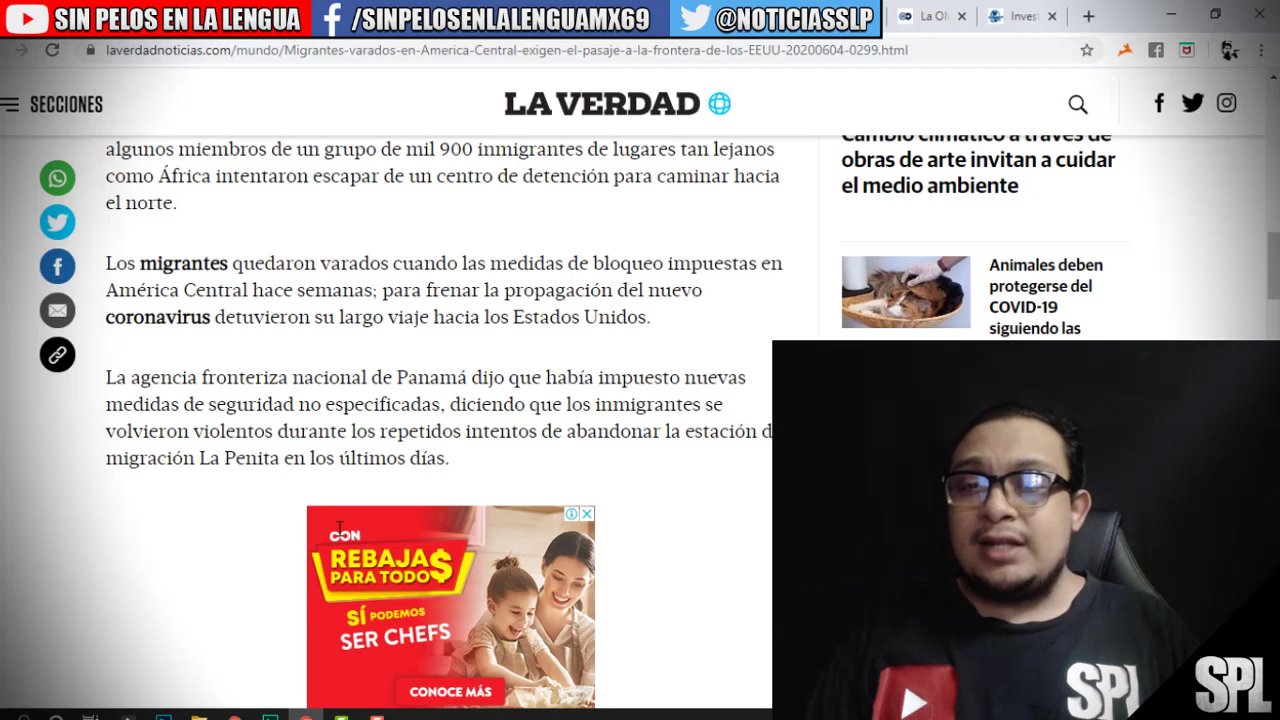 SIN PELOS EN LA LENGUA
/SINPELOSENLALENGUAMX69
@NOTICIASSLP
La ON
Invest
laverdadnoticias.com/mundo/Migrantes-varados-en-America-Central-exigen-el-pasaje-a-la-frontera-de-los-EEUU-20200604-0299.html
SECCIONES
LA VERDAD
algunos miembros de un grupo de mil 900 inmigrantes de lugares tan lejanos
como África intentaron escapar de un centro de detención para caminar hacia
el norte.
Los migrantes quedaron varados cuando las medidas de bloqueo impuestas en
América Central hace semanas; para frenar la propagación del nuevo
coronavirus detuvieron su largo viaje hacia los Estados Unidos.
La agencia fronteriza nacional de Panamá dijo que había impuesto nuevas
medidas de seguridad no especificadas, diciendo que los inmigrantes se
volvieron violentos durante los repetidos intentos de abandonar la estación d
migración La Penita en los últimos días.
Cambio climático a través de
obras de arte invitan a cuidar
el medio ambiente
Animales deben
protegerse del
COVID-19
siguiendo las
CON
REBAJA$
PARA TODO$
SÍ PODEMOS
SER CHEFS
CONOCE MÁS
SPL
SPL